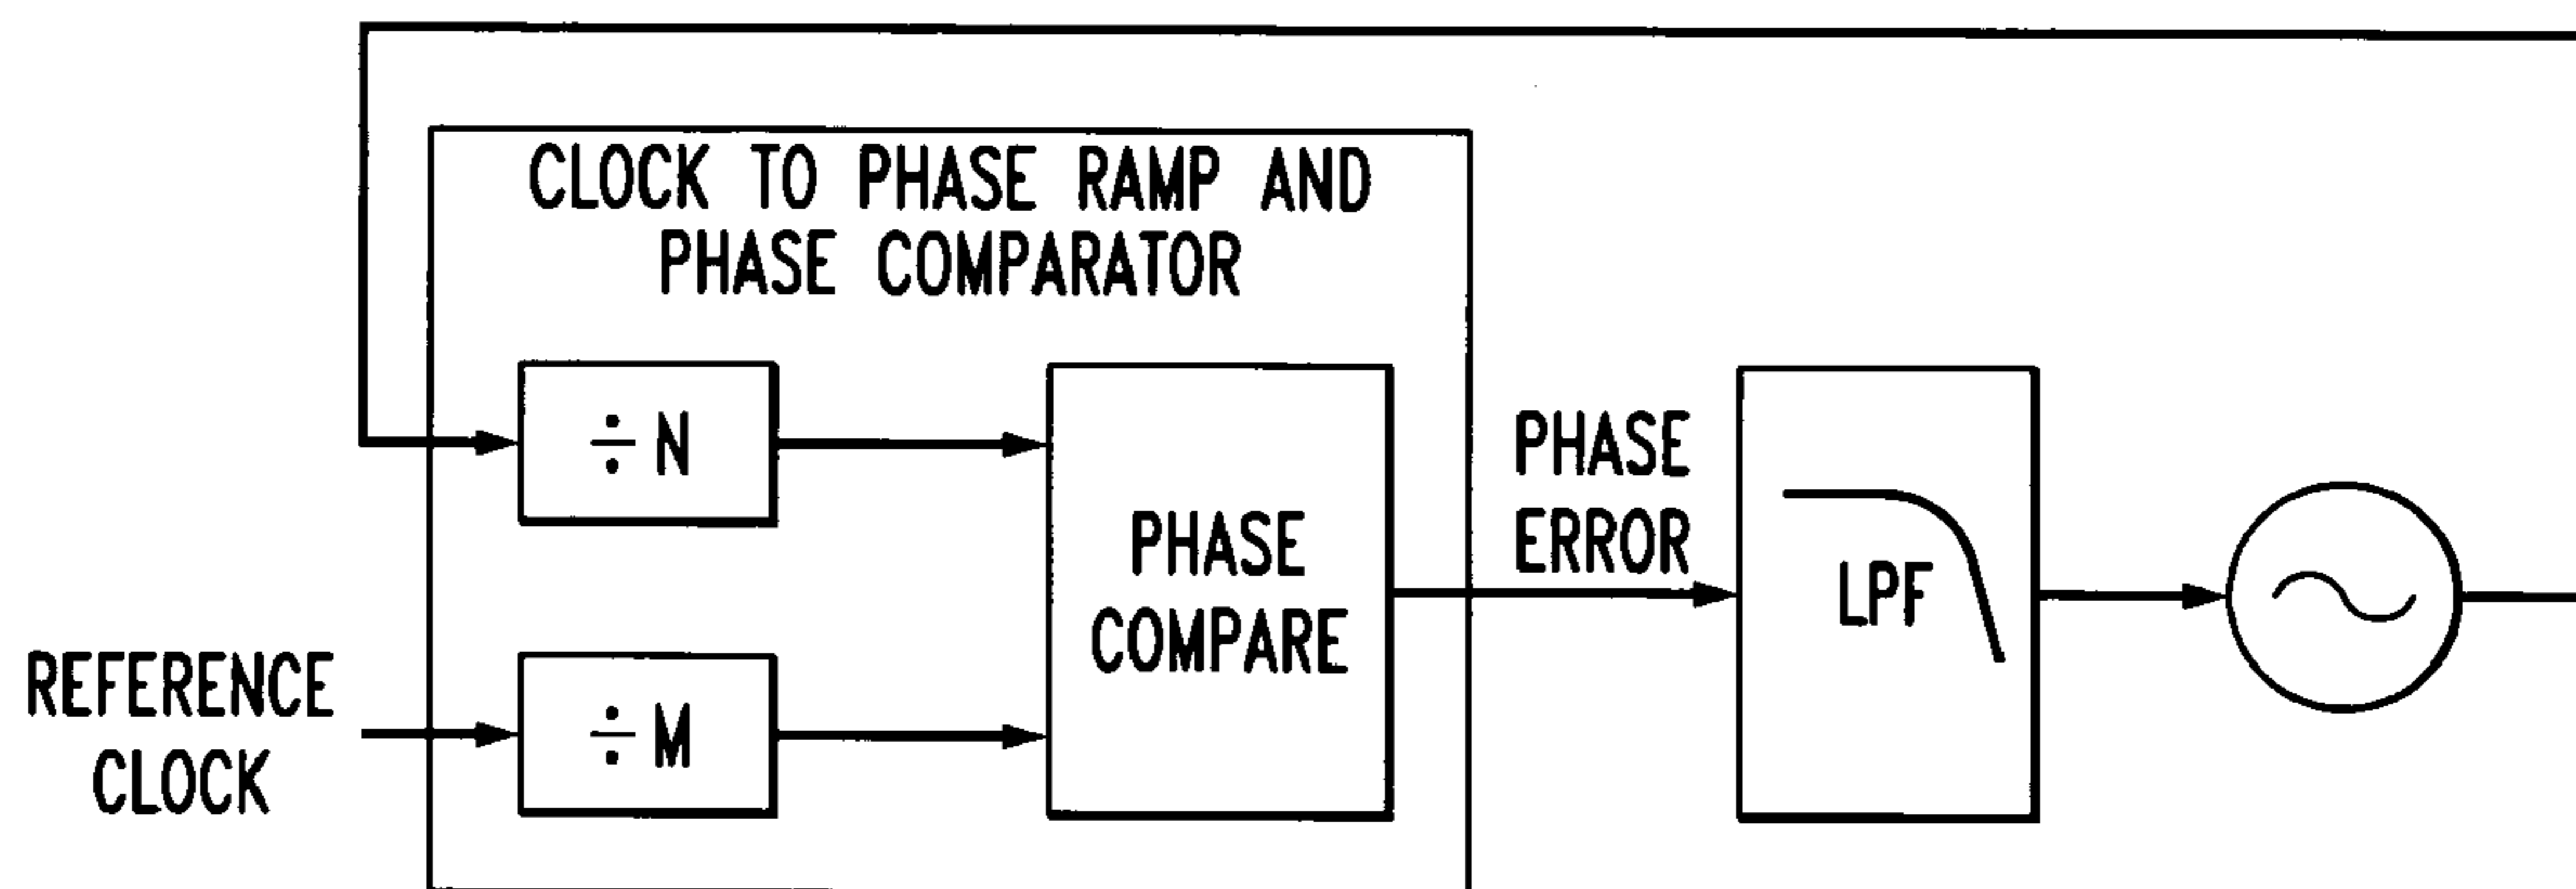 CLOCK TO PHASE RAMP AND
PHASE COMPARATOR
÷ N
PHASE
COMPARE
PHASE
ERROR
LPF
REFERENCE
CLOCK
÷ M